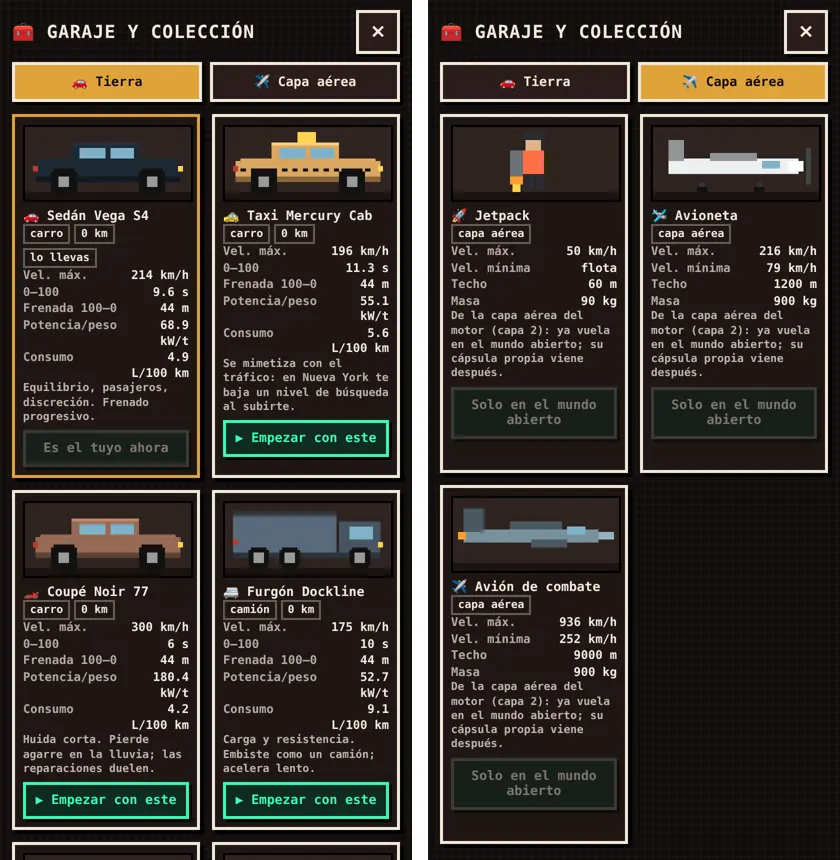 GARAJE Y COLECCIÓN
×
Tierra
Capa aérea
Sedán Vega S4
carro
0 km
lo llevas
Vel. máx. 214 km/h
0–100 9.6 s
Frenada 100–0 44 m
Potencia/peso 68.9
kW/t
Consumo 4.9
L/100 km
Equilibrio, pasajeros,
discreción. Frenado
progresivo.
Es el tuyo ahora
Taxi Mercury Cab
carro
0 km
Vel. máx. 196 km/h
0–100 11.3 s
Frenada 100–0 44 m
Potencia/peso 55.1
kW/t
Consumo 5.6
L/100 km
Se mimetiza con el
tráfico: en Nueva York te
baja un nivel de búsqueda
al subirte.
▶ Empezar con este
Coupé Noir 77
carro
0 km
Vel. máx. 300 km/h
0–100 6 s
Frenada 100–0 44 m
Potencia/peso 180.4
kW/t
Consumo 4.2
L/100 km
Huida corta. Pierde
agarre en la lluvia; las
reparaciones duelen.
▶ Empezar con este
Furgón Dockline
camión
0 km
Vel. máx. 175 km/h
0–100 10 s
Frenada 100–0 44 m
Potencia/peso 52.7
kW/t
Consumo 9.1
L/100 km
Carga y resistencia.
Embiste como un camión;
acelera lento.
▶ Empezar con este
GARAJE Y COLECCIÓN
×
Tierra
Capa aérea
Jetpack
capa aérea
Vel. máx. 50 km/h
Vel. mínima flota
Techo 60 m
Masa 90 kg
De la capa aérea del
motor (capa 2): ya vuela
en el mundo abierto; su
cápsula propia viene
después.
Solo en el mundo
abierto
Avioneta
capa aérea
Vel. máx. 216 km/h
Vel. mínima 79 km/h
Techo 1200 m
Masa 900 kg
De la capa aérea del
motor (capa 2): ya vuela
en el mundo abierto; su
cápsula propia viene
después.
Solo en el mundo
abierto
Avión de combate
capa aérea
Vel. máx. 936 km/h
Vel. mínima 252 km/h
Techo 9000 m
Masa 900 kg
De la capa aérea del
motor (capa 2): ya vuela
en el mundo abierto; su
cápsula propia viene
después.
Solo en el mundo
abierto